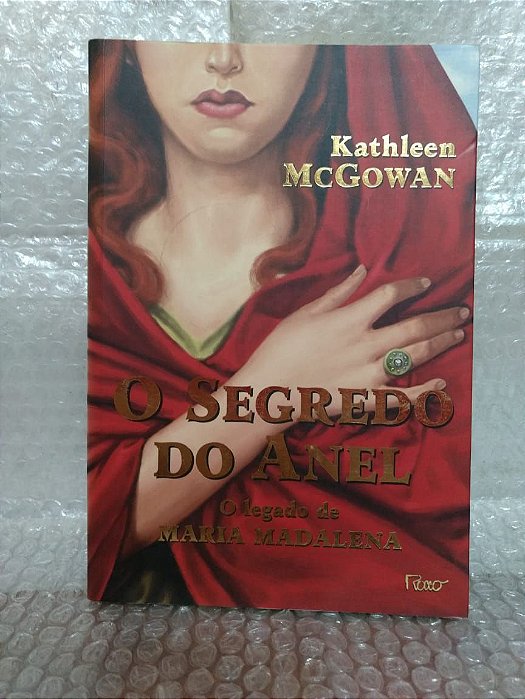 Kathleen
McGowan
O Segredo
do Anel
O legado de
Maria Madalena
Rocco